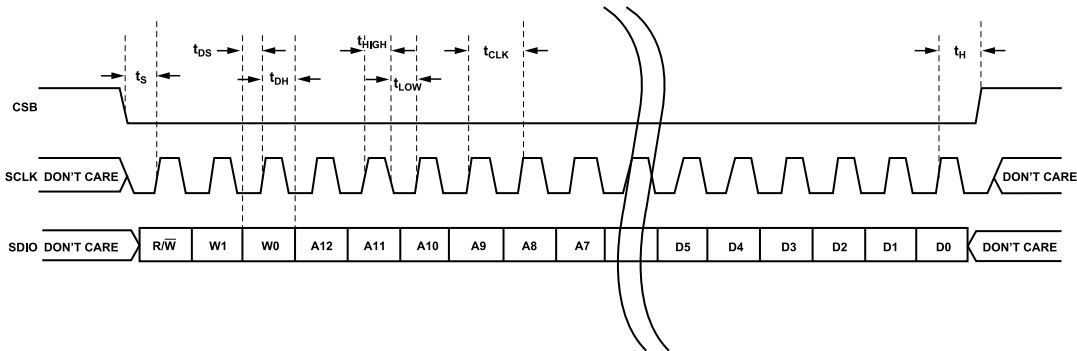 tDS
tHIGH
tCLK
tH
tS
tDH
tLOW
CSB
SCLK DON'T CARE
DON'T CARE
SDIO DON'T CARE
R/W̅
W1
W0
A12
A11
A10
A9
A8
A7
D5
D4
D3
D2
D1
D0
DON'T CARE